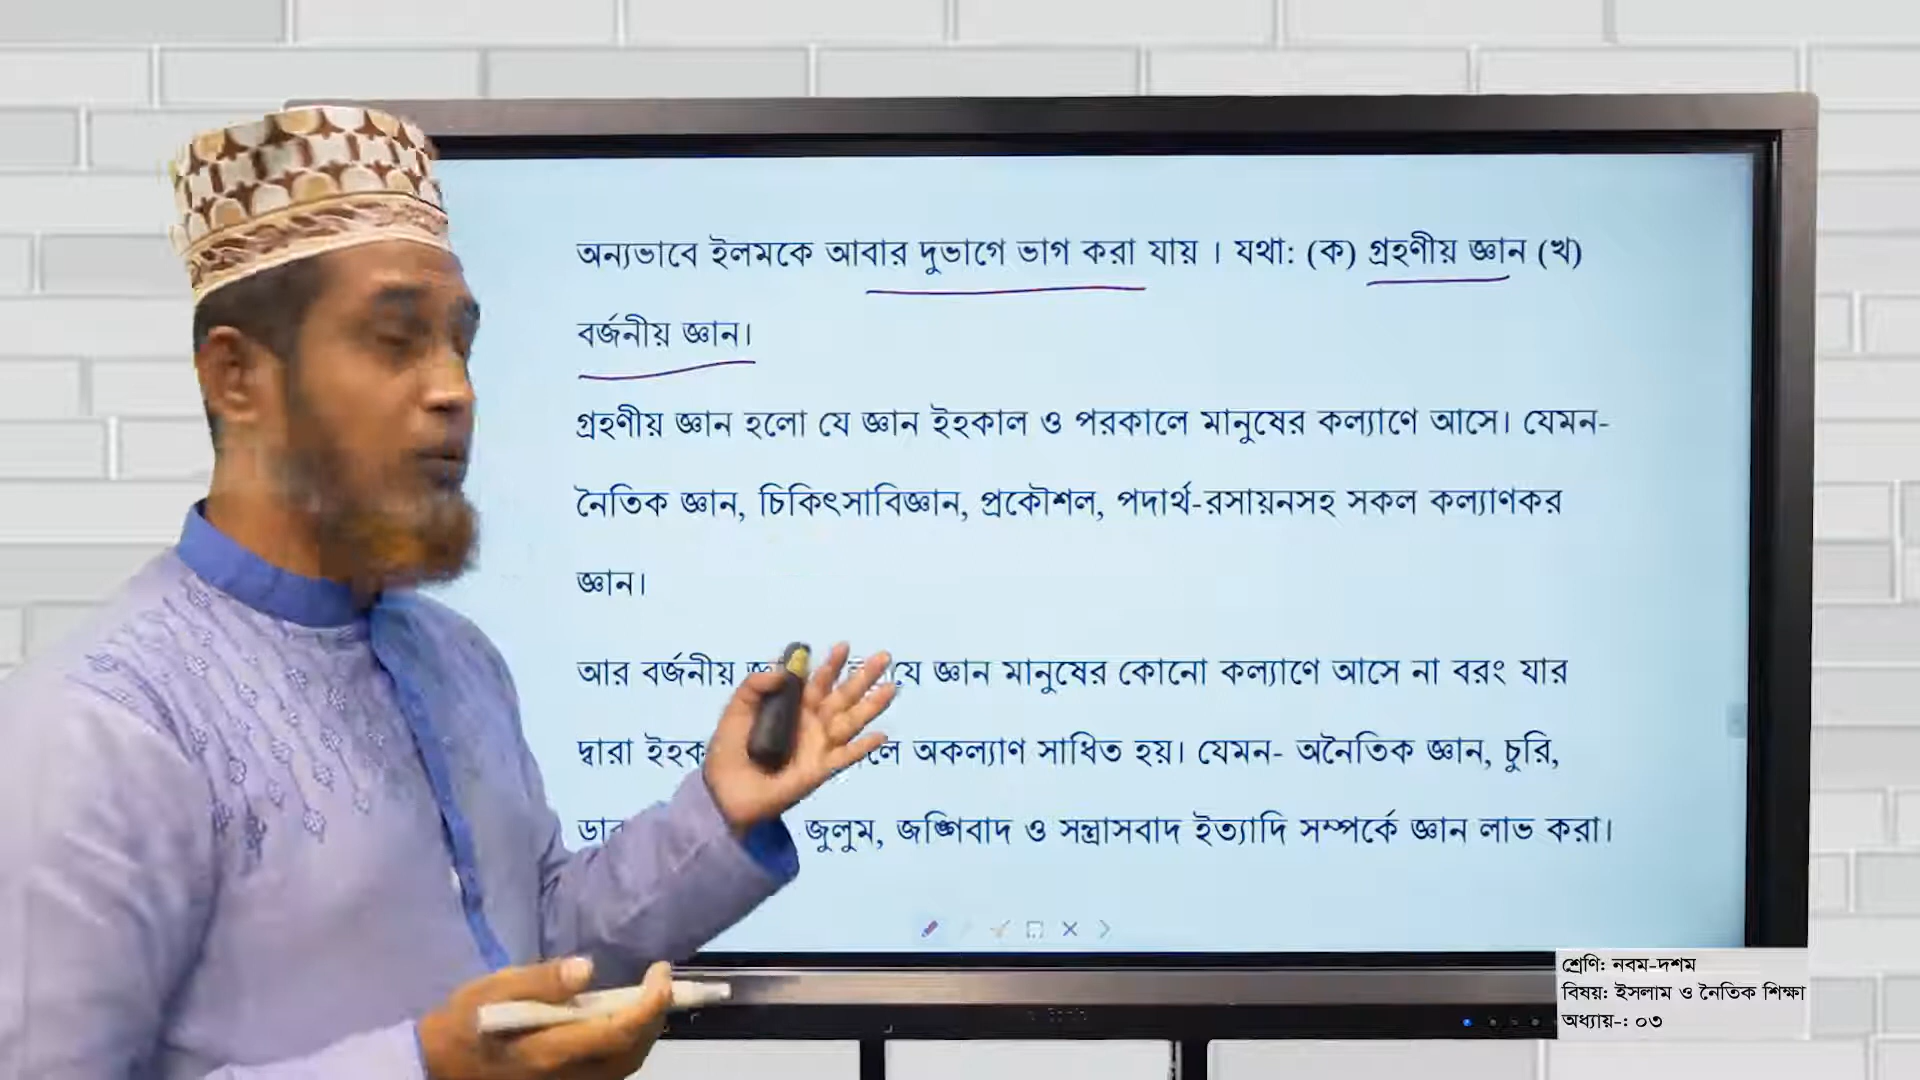 অন্যভাবে ইলমকে আবার দুভাগে ভাগ করা যায় । যথা: (ক) গ্রহণীয় জ্ঞান (খ)
বর্জনীয় জ্ঞান।
গ্রহণীয় জ্ঞান হলো যে জ্ঞান ইহকাল ও পরকালে মানুষের কল্যাণে আসে। যেমন-
নৈতিক জ্ঞান, চিকিৎসাবিজ্ঞান, প্রকৌশল, পদার্থ-রসায়নসহ সকল কল্যাণকর
জ্ঞান।
আর বর্জনীয় যে জ্ঞান মানুষের কোনো কল্যাণে আসে না বরং যার
দ্বারা অকল্যাণ সাধিত হয়। যেমন- অনৈতিক জ্ঞান, চুরি,
জুলুম, জঙ্গিবাদ ও সন্ত্রাসবাদ ইত্যাদি সম্পর্কে জ্ঞান লাভ করা।
শ্রেণি: নবম-দশম
বিষয়: ইসলাম ও নৈতিক শিক্ষা
অধ্যায়-: ০৩